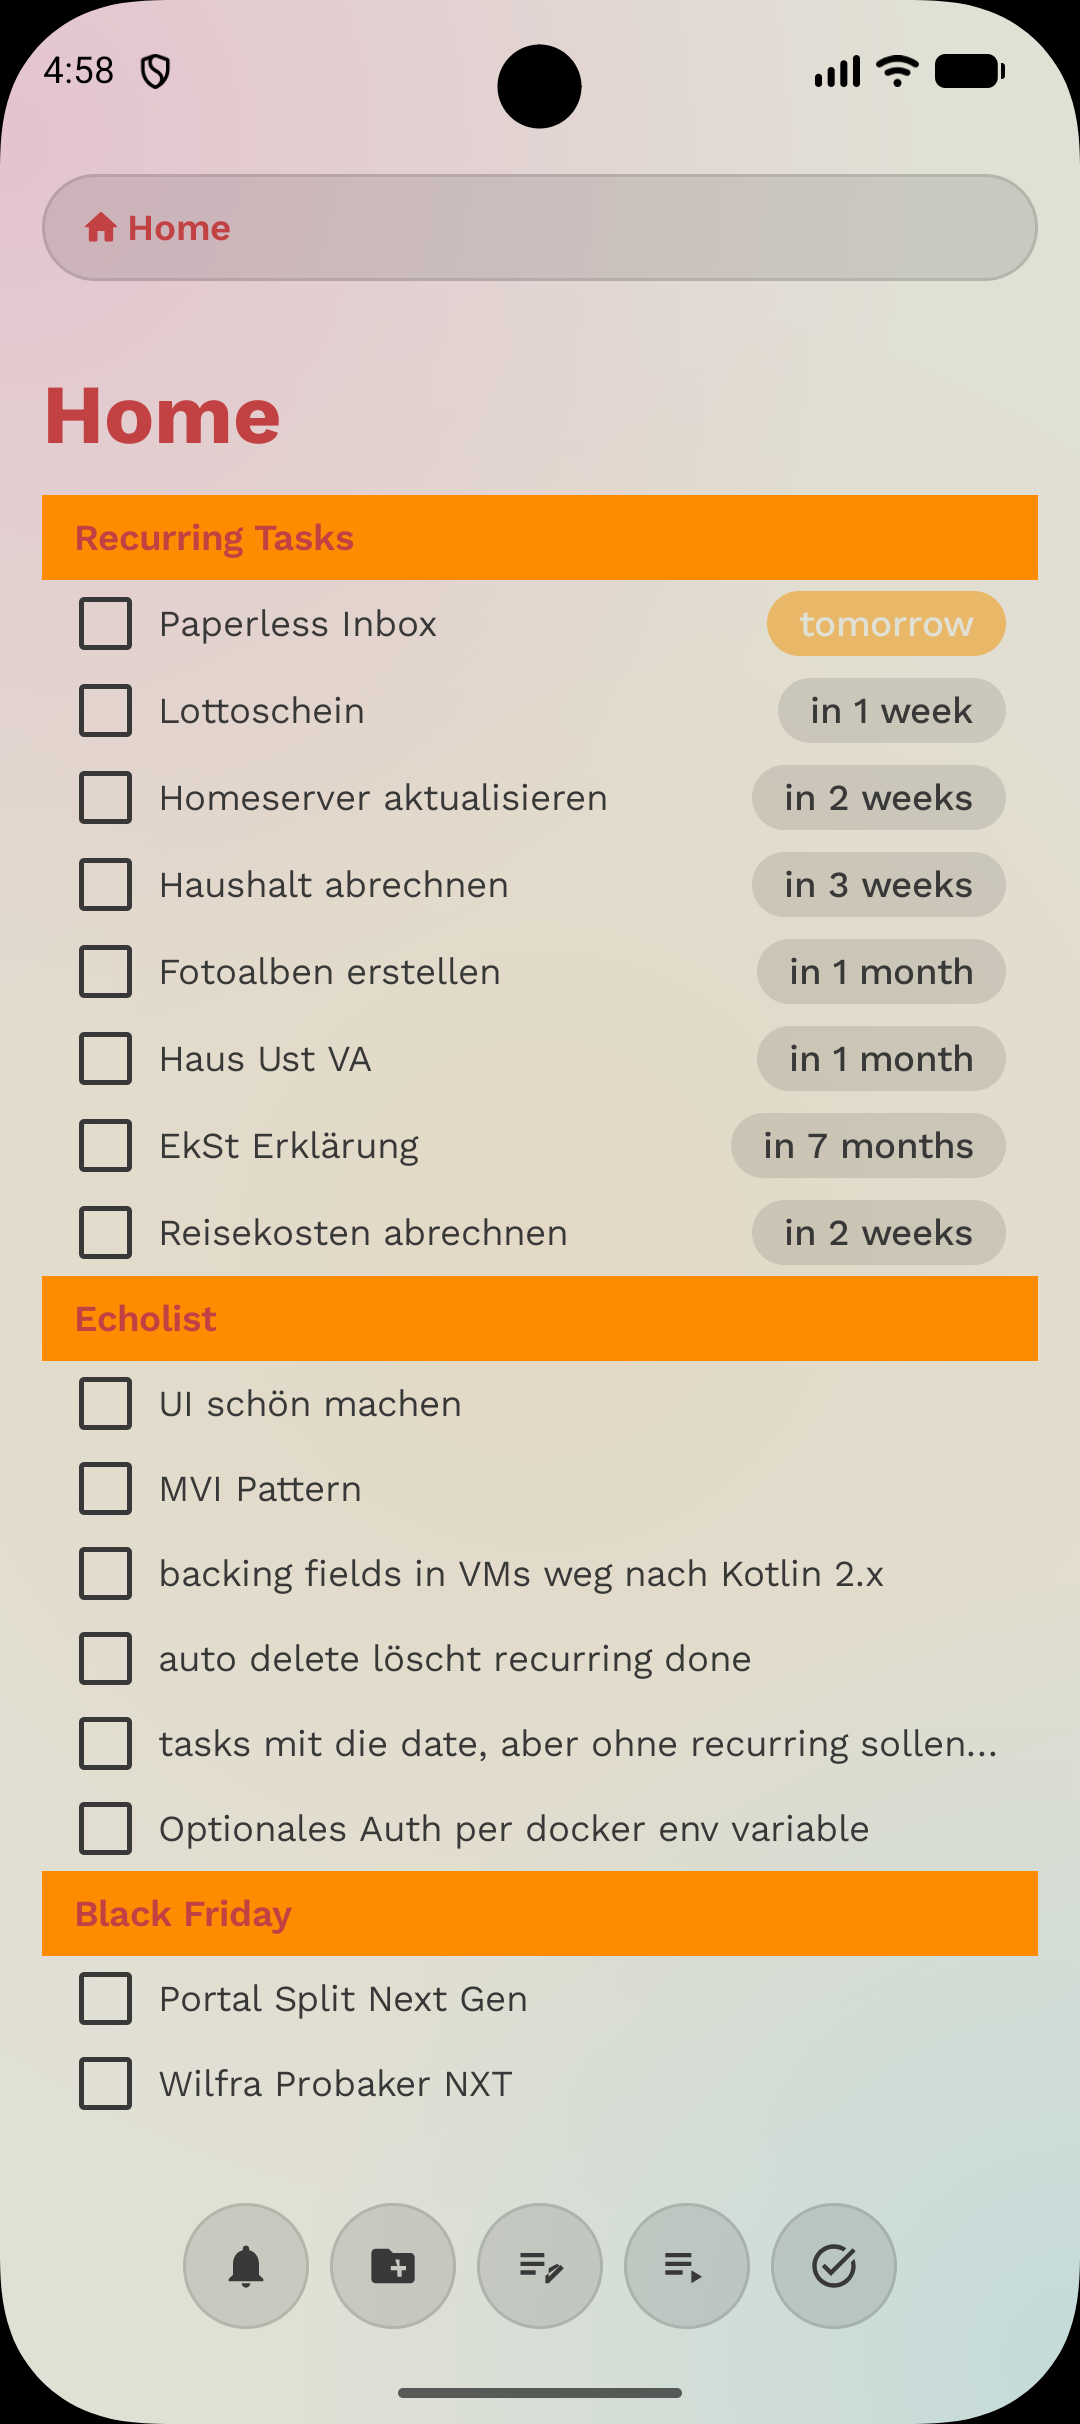 4:58
Home
Home
Recurring Tasks
Paperless Inbox tomorrow
Lottoschein in 1 week
Homeserver aktualisieren in 2 weeks
Haushalt abrechnen in 3 weeks
Fotoalben erstellen in 1 month
Haus Ust VA in 1 month
EkSt Erklärung in 7 months
Reisekosten abrechnen in 2 weeks
Echolist
UI schön machen
MVI Pattern
backing fields in VMs weg nach Kotlin 2.x
auto delete löscht recurring done
tasks mit die date, aber ohne recurring sollen...
Optionales Auth per docker env variable
Black Friday
Portal Split Next Gen
Wilfra Probaker NXT